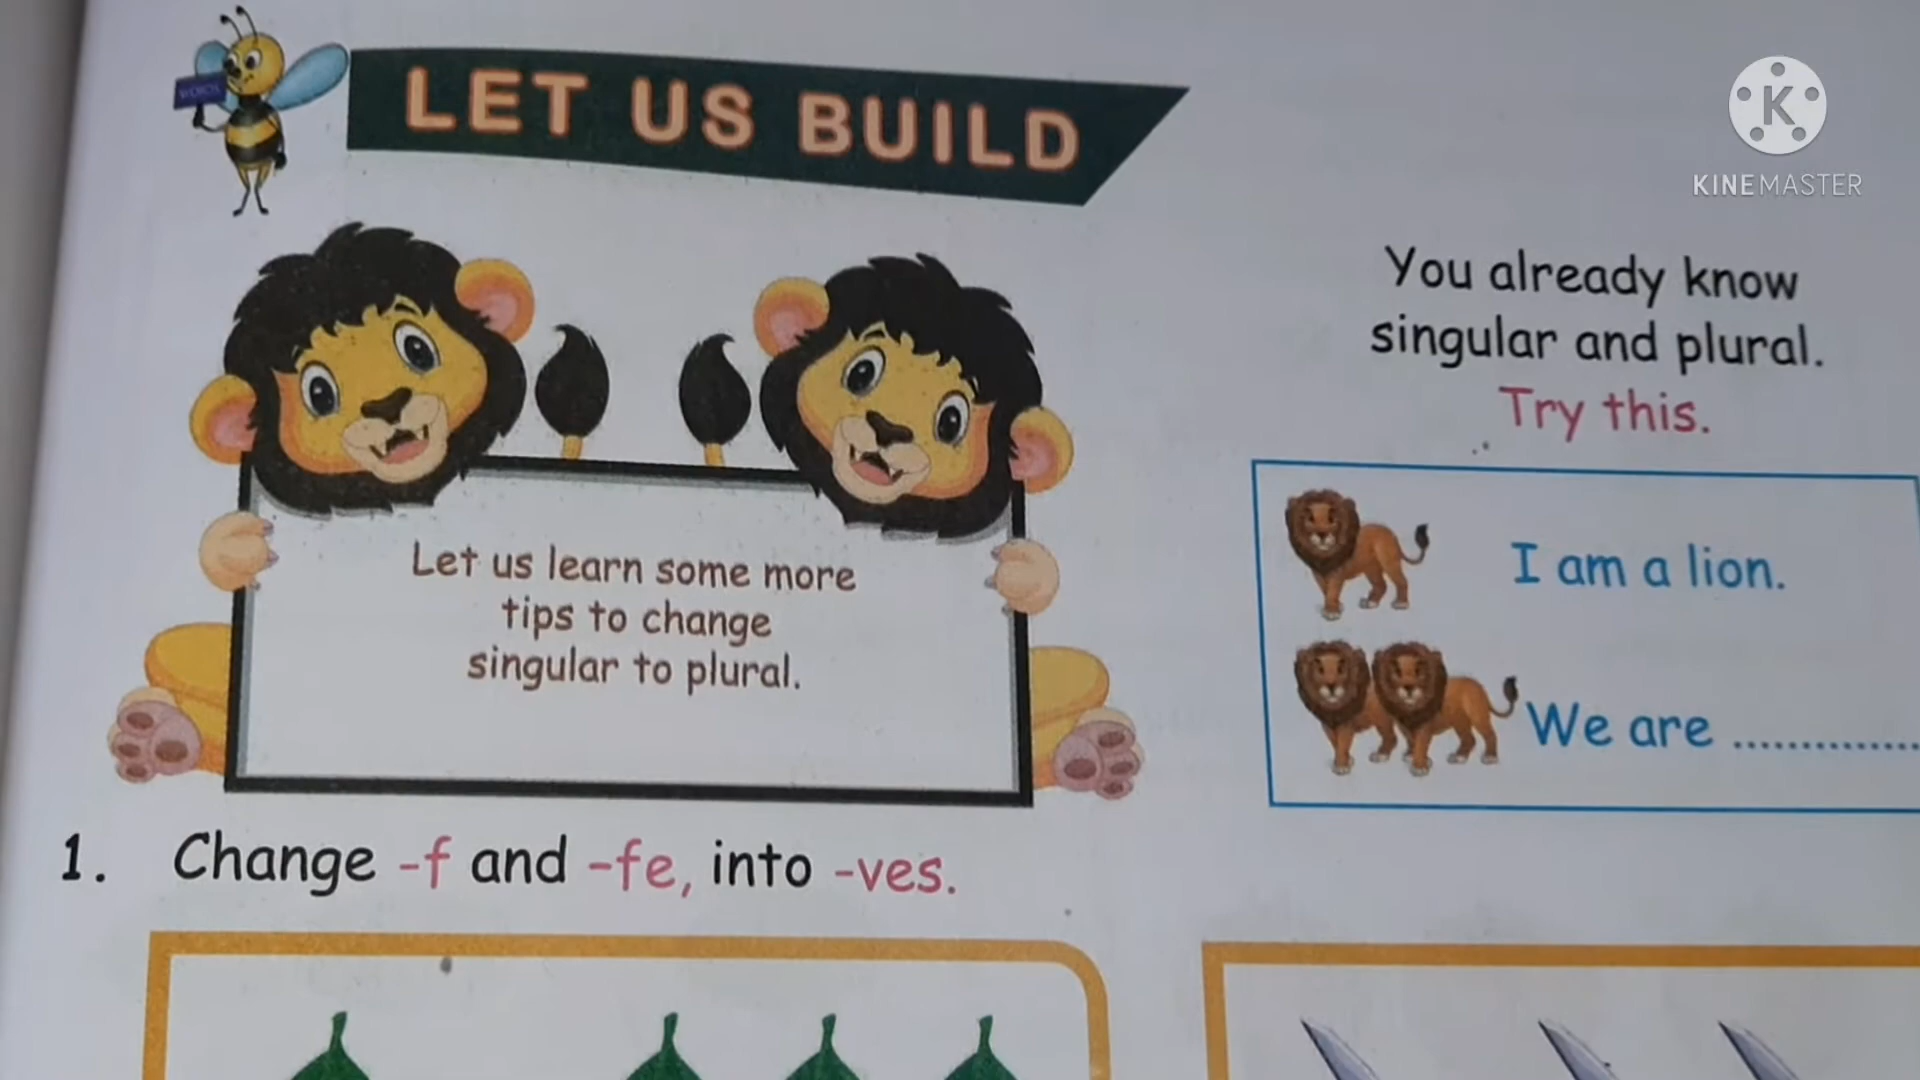 WORDS
LET US BUILD
KINEMASTER
You already know
singular and plural.
Try this.
Let us learn some more
tips to change
singular to plural.
I am a lion.
We are ..............
1. Change -f and -fe, into -ves.